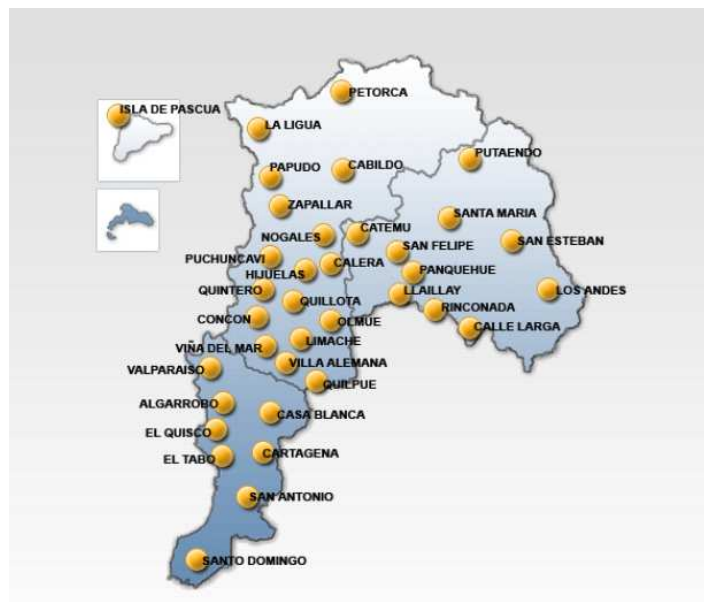 PETORCA
ISLA DE PASCUA
LA LIGUA
PUTAENDO
CABILDO
PAPUDO
ZAPALLAR
SANTA MARIA
CATEMU
NOGALES
SAN ESTEBAN
SAN FELIPE
PUCHUNCAVI
CALERA
HIJUELAS
PANQUEHUE
QUINTERO
LLAILLAY
LOS ANDES
QUILLOTA
RINCONADA
CONCON
OLMUE
CALLE LARGA
LIMACHE
VIÑA DEL MAR
VILLA ALEMANA
VALPARAISO
QUILPUE
ALGARROBO
CASA BLANCA
EL QUISCO
CARTAGENA
EL TABO
SAN ANTONIO
SANTO DOMINGO